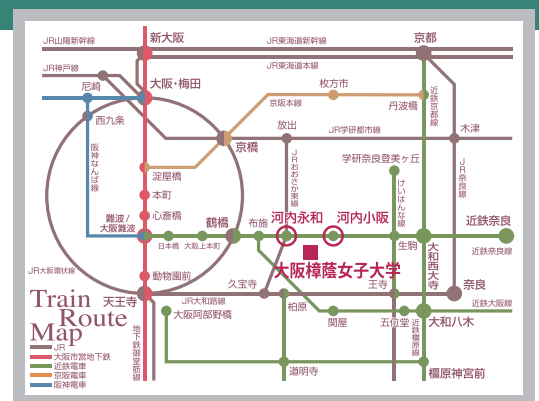 JR山陽新幹線
新大阪
JR東海道新幹線
京都
JR神戸線
JR東海道本線
尼崎
大阪・梅田
枚方市
京阪本線
丹波橋
近鉄京都線
西九条
放出
JR学研都市線
木津
京橋
阪神なんば線
JRおおさか東線
学研奈良登美ヶ丘
JR奈良線
淀屋橋
けいはんな線
本町
心斎橋
難波/
大阪難波
鶴橋
布施
河内永和
河内小阪
近鉄奈良
日本橋
大阪上本町
生駒
大和西大寺
近鉄奈良線
大阪樟蔭女子大学
JR大阪環状線
動物園前
久宝寺
王寺
奈良
Train
Route
Map
天王寺
JR大和路線
柏原
近鉄大阪線
大阪阿部野橋
関屋
五位堂
大和八木
地下鉄御堂筋線
近鉄橿原線
JR
大阪市営地下鉄
近鉄電車
京阪電車
阪神電車
道明寺
橿原神宮前